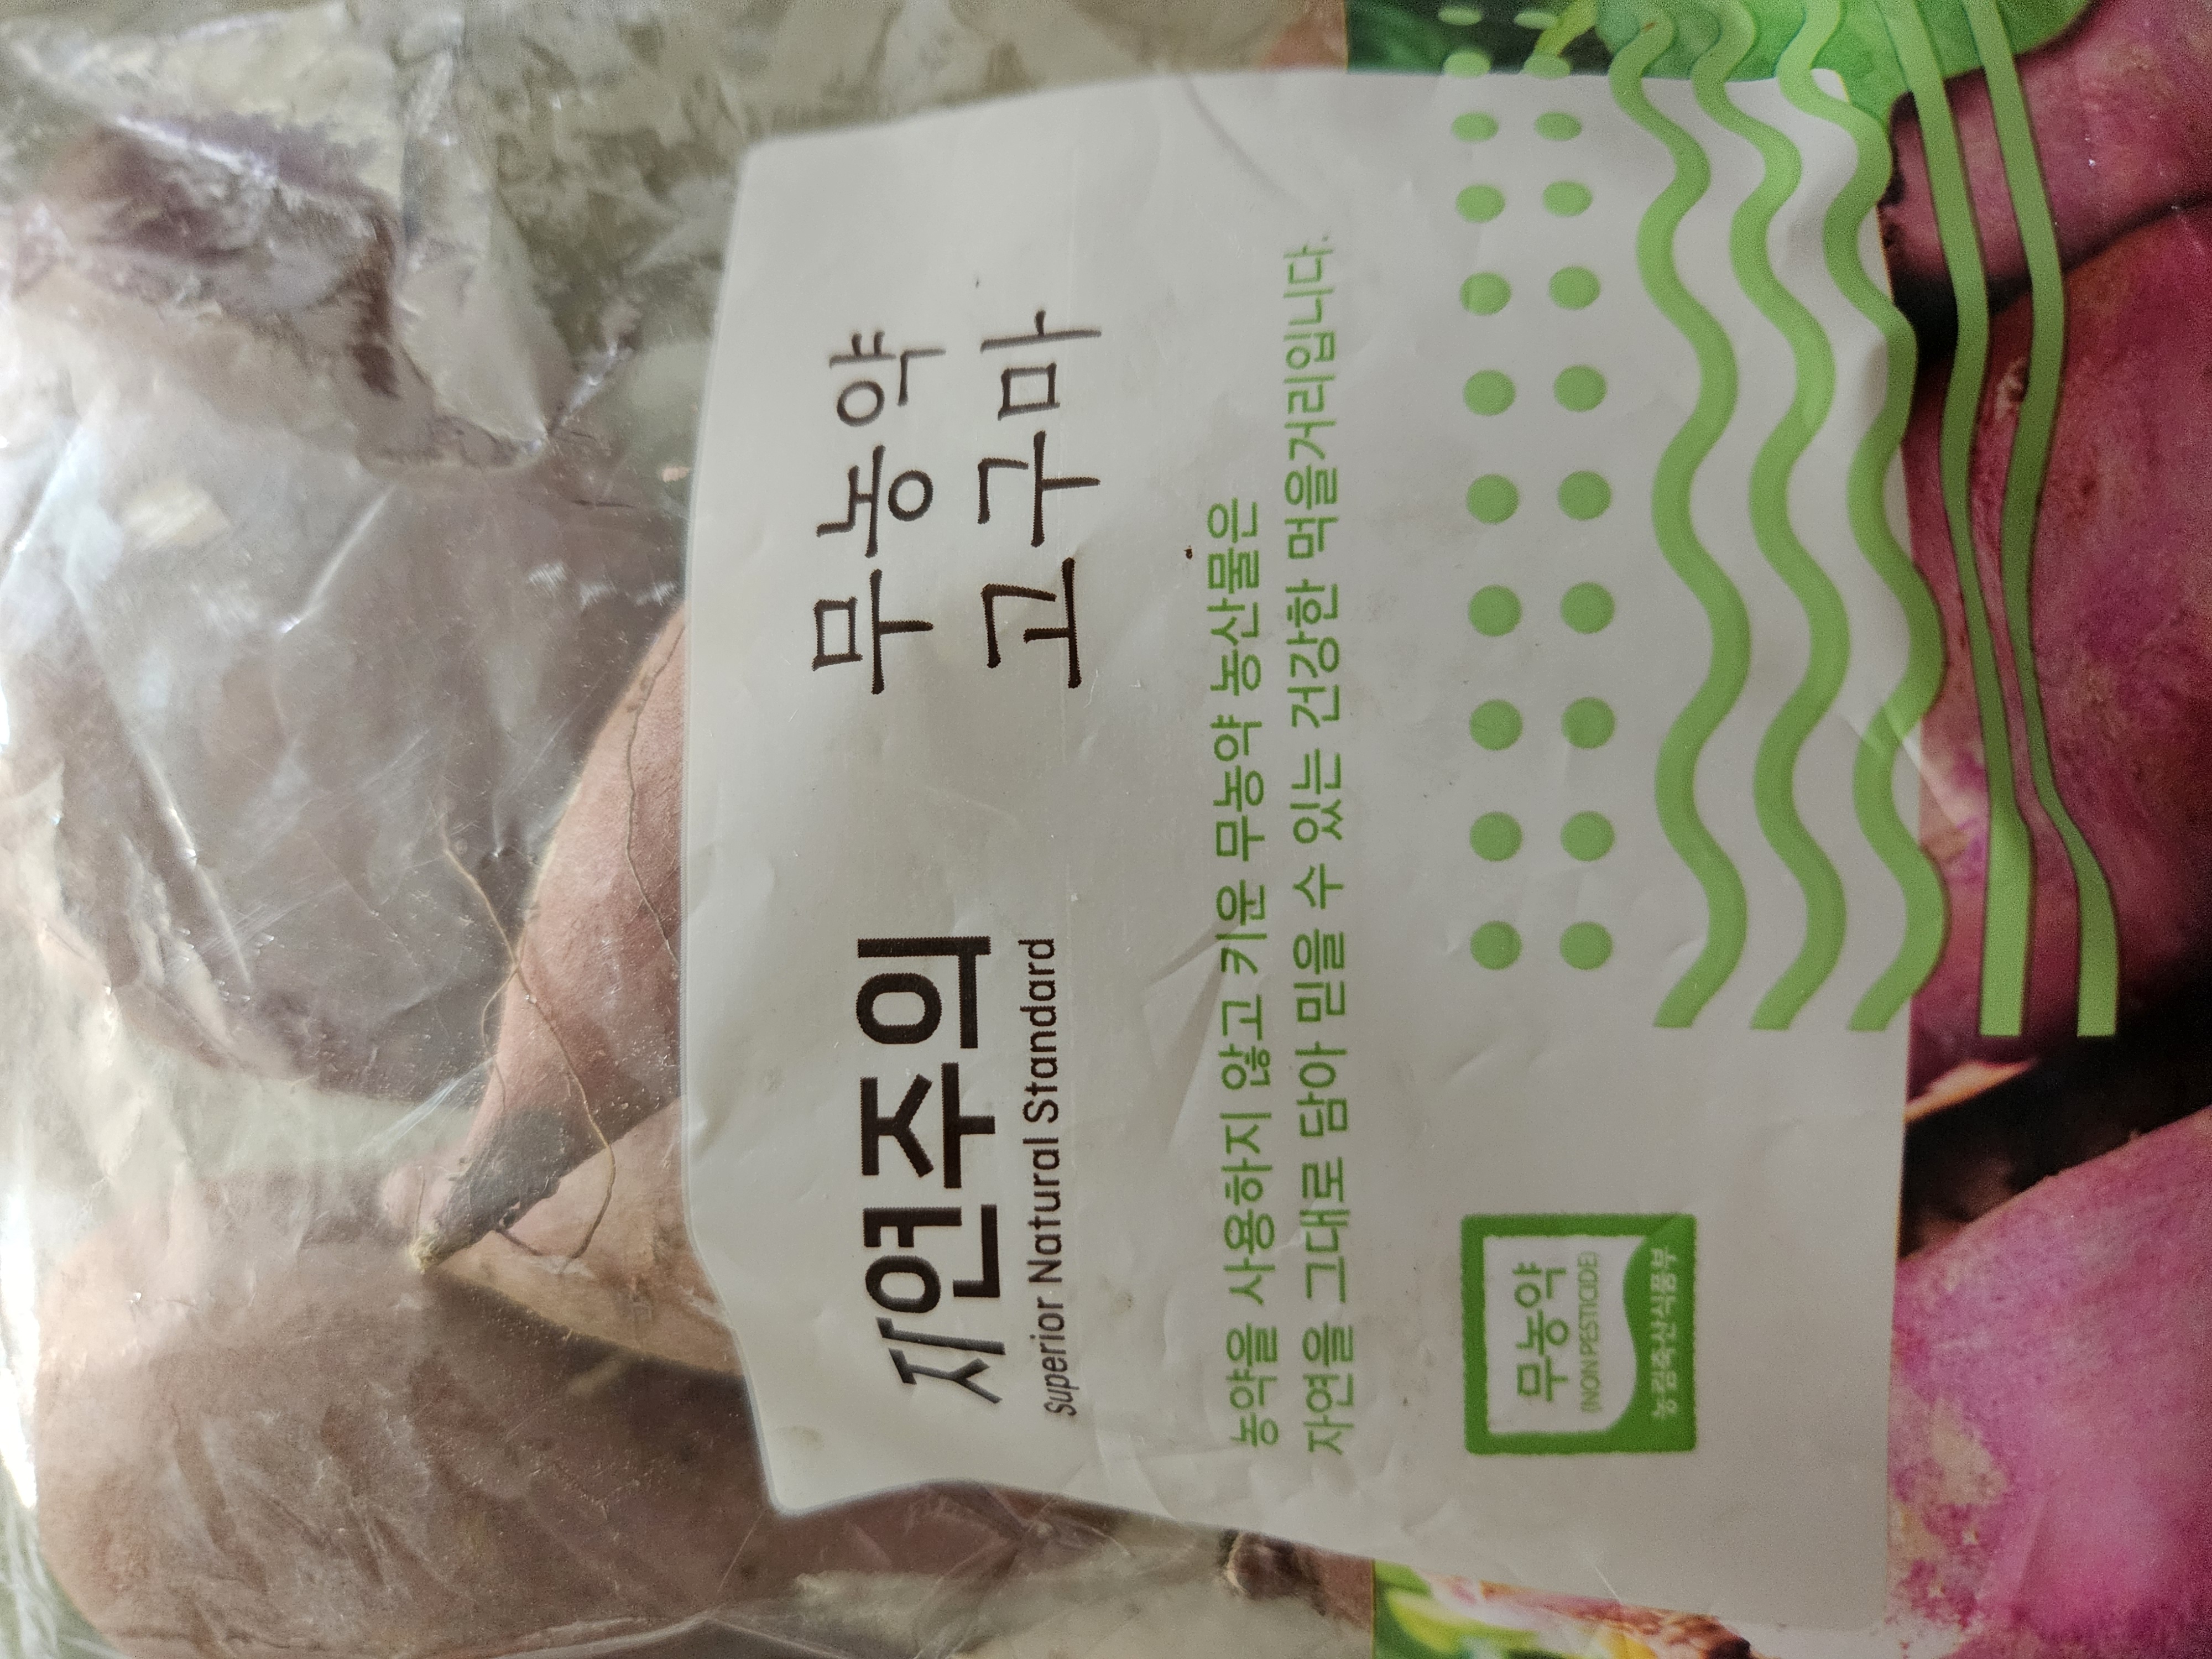 자연주의
Superior Natural Standard
무농약
고구마
농약을 사용하지 않고 키운 무농약 농산물은
자연을 그대로 담아 믿을 수 있는 건강한 먹을거리입니다.
무농약
(NON PESTICIDE)
농림축산식품부